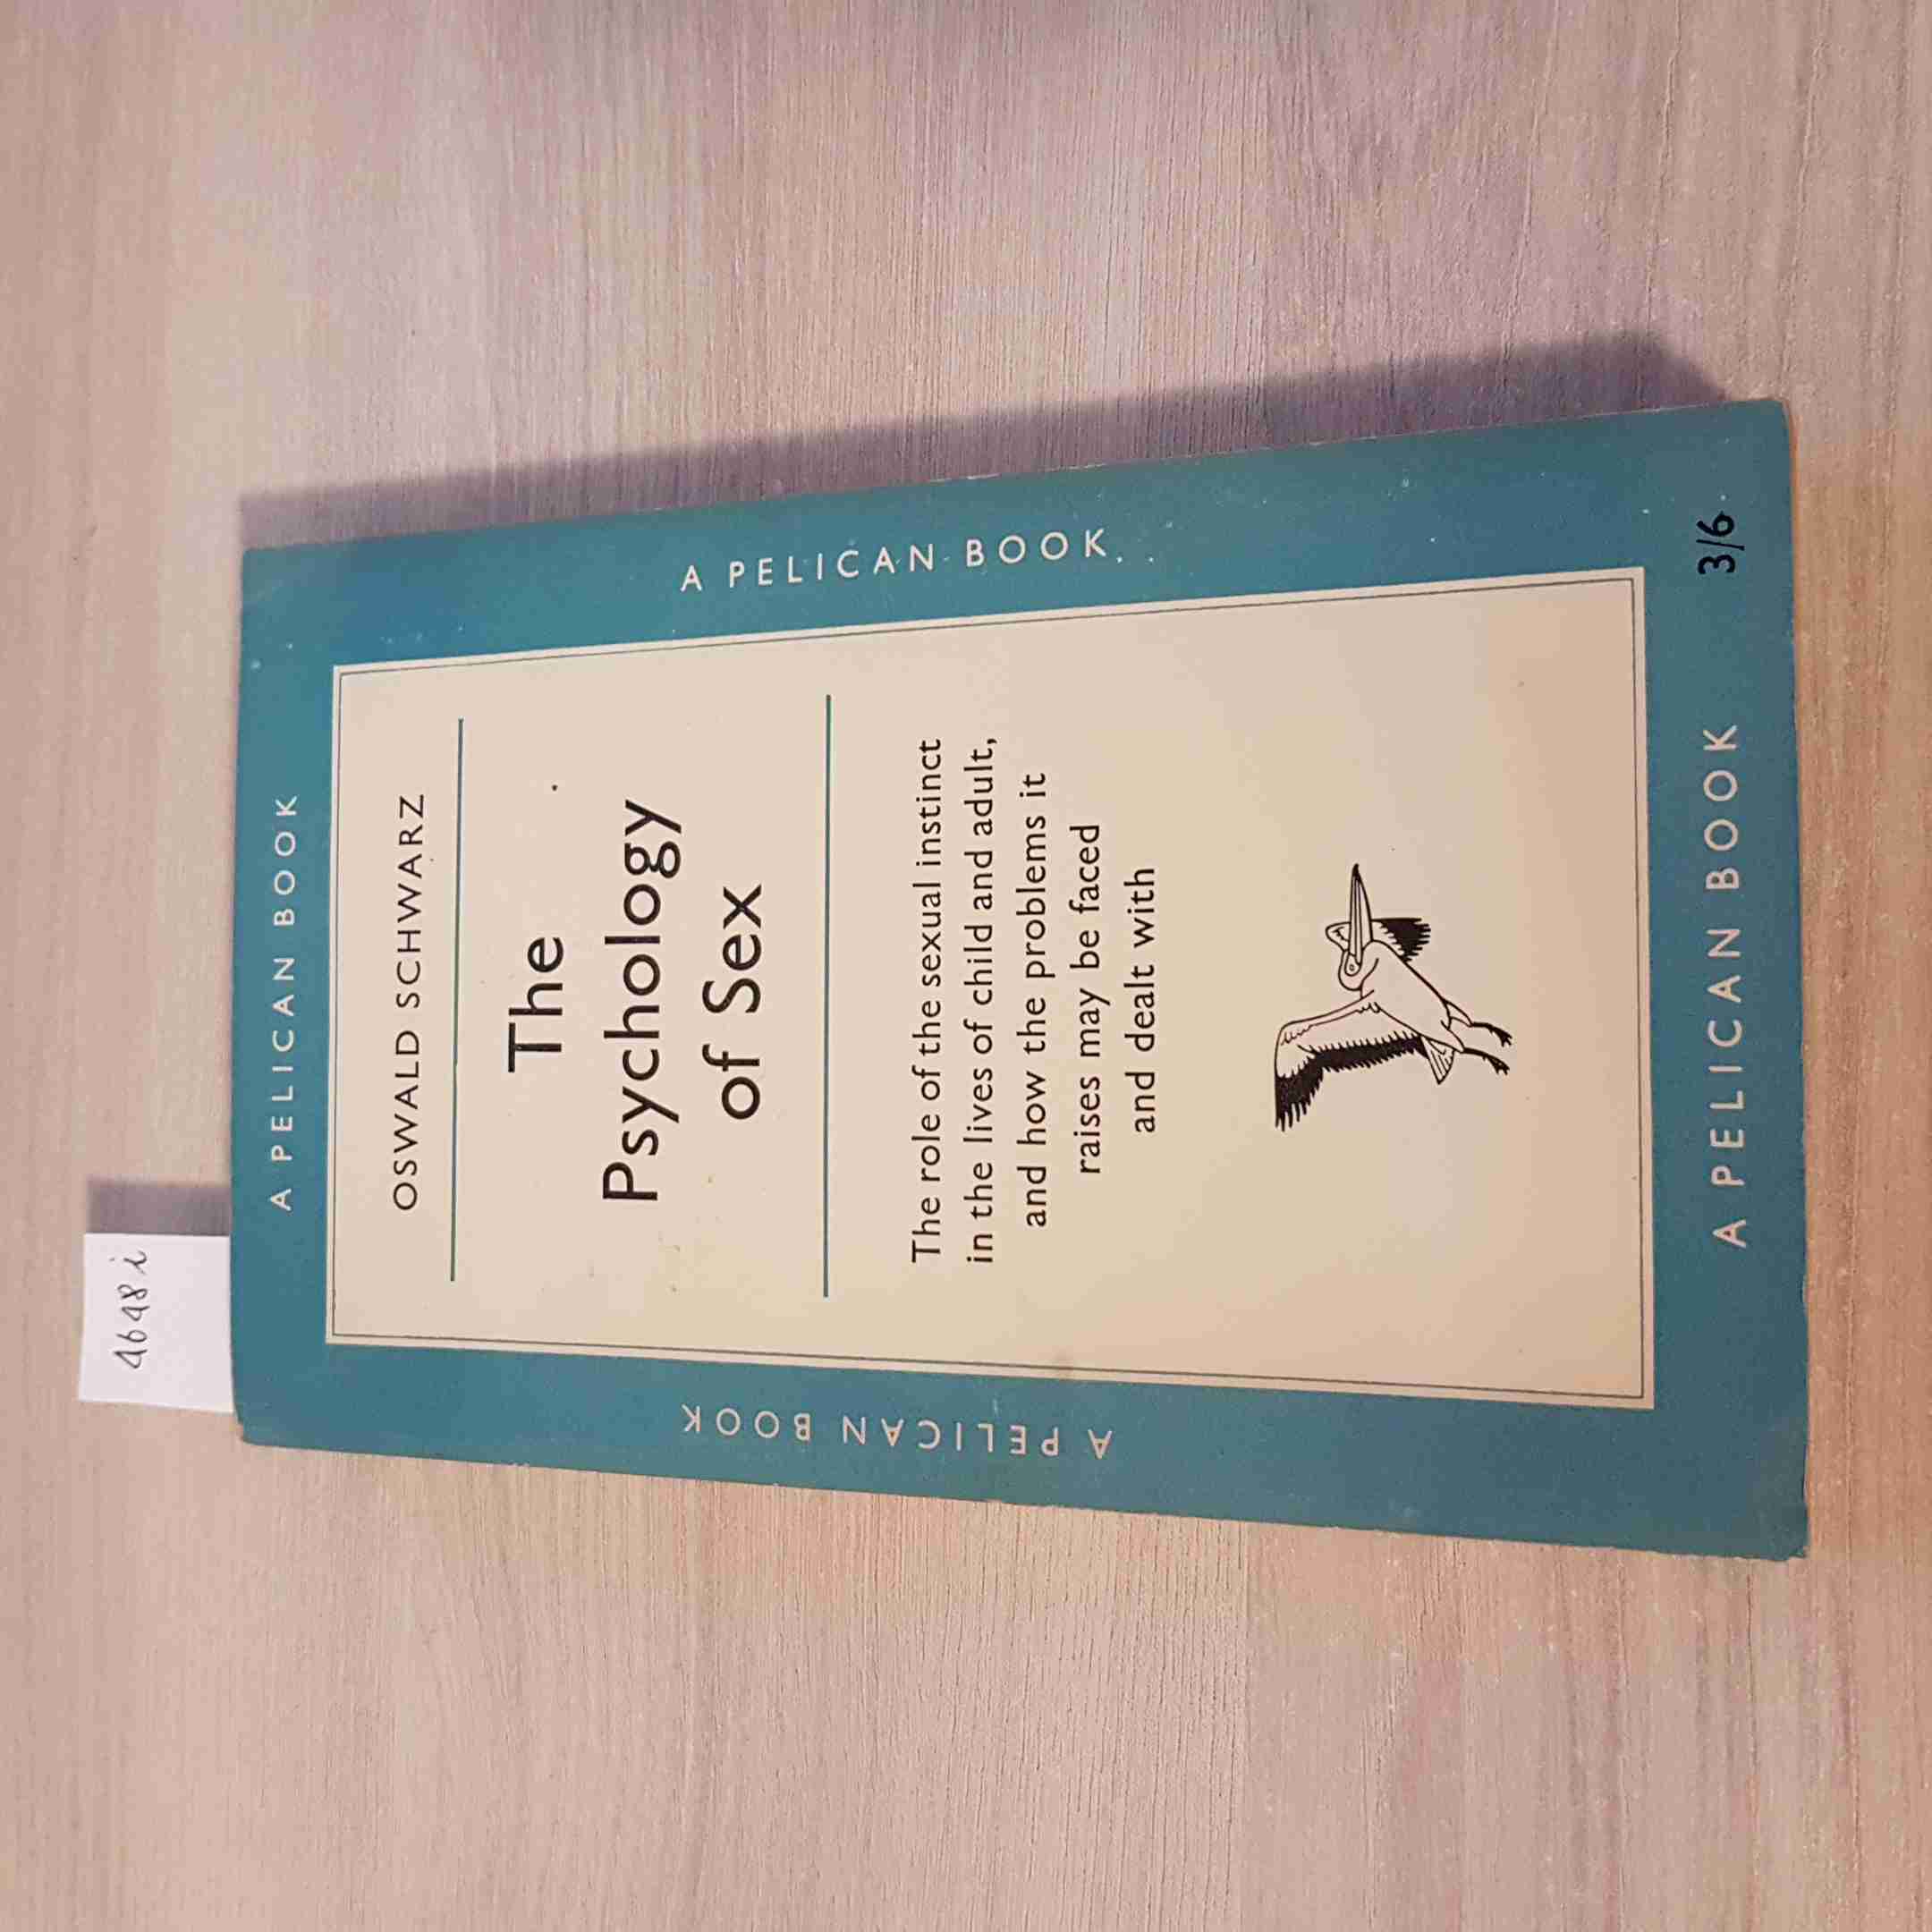 4648 i
A PELICAN BOOK
OSWALD SCHWARZ
The
Psychology
of Sex
The role of the sexual instinct
in the lives of child and adult,
and how the problems it
raises may be faced
and dealt with
A PELICAN BOOK
A PELICAN BOOK
A PELICAN BOOK
3/6